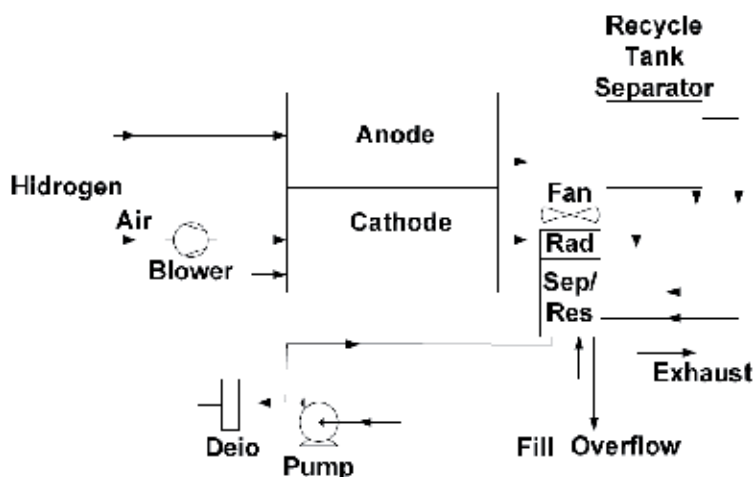 Recycle
Tank
Separator
Anode
Hidrogen
Air
Blower
Cathode
Fan
Rad
Sep/
Res
Exhaust
Deio
Pump
Fill Overflow